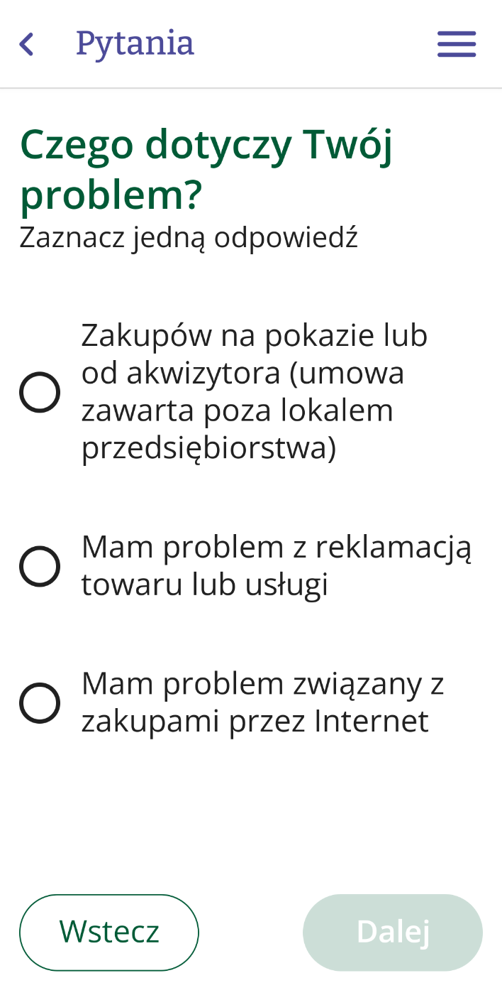 Pytania
Czego dotyczy Twój
problem?
Zaznacz jedną odpowiedź
Zakupów na pokazie lub
od akwizytora (umowa
zawarta poza lokalem
przedsiębiorstwa)
Mam problem z reklamacją
towaru lub usługi
Mam problem związany z
zakupami przez Internet
Wstecz
Dalej